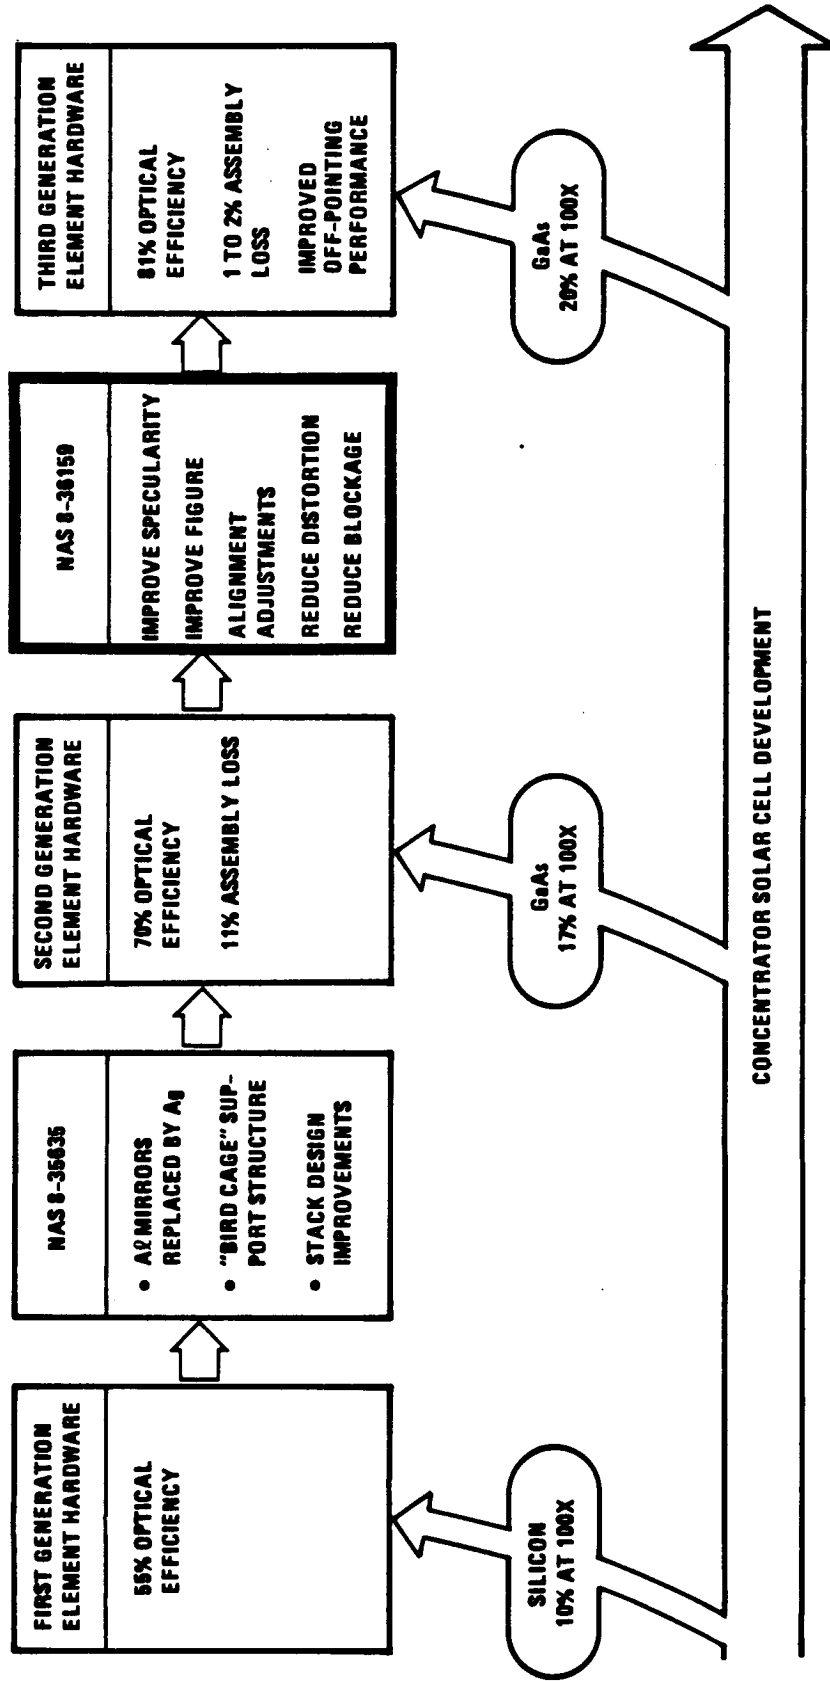 FIRST GENERATION
ELEMENT HARDWARE
55% OPTICAL
EFFICIENCY
NAS 8-35635
• Aℓ MIRRORS
REPLACED BY Ag
• "BIRD CAGE" SUP-
PORT STRUCTURE
• STACK DESIGN
IMPROVEMENTS
SECOND GENERATION
ELEMENT HARDWARE
70% OPTICAL
EFFICIENCY
11% ASSEMBLY LOSS
NAS 8-36159
IMPROVE SPECULARITY
IMPROVE FIGURE
ALIGNMENT
ADJUSTMENTS
REDUCE DISTORTION
REDUCE BLOCKAGE
THIRD GENERATION
ELEMENT HARDWARE
81% OPTICAL
EFFICIENCY
1 TO 2% ASSEMBLY
LOSS
IMPROVED
OFF-POINTING
PERFORMANCE
SILICON
10% AT 100X
GaAs
17% AT 100X
GaAs
20% AT 100X
CONCENTRATOR SOLAR CELL DEVELOPMENT